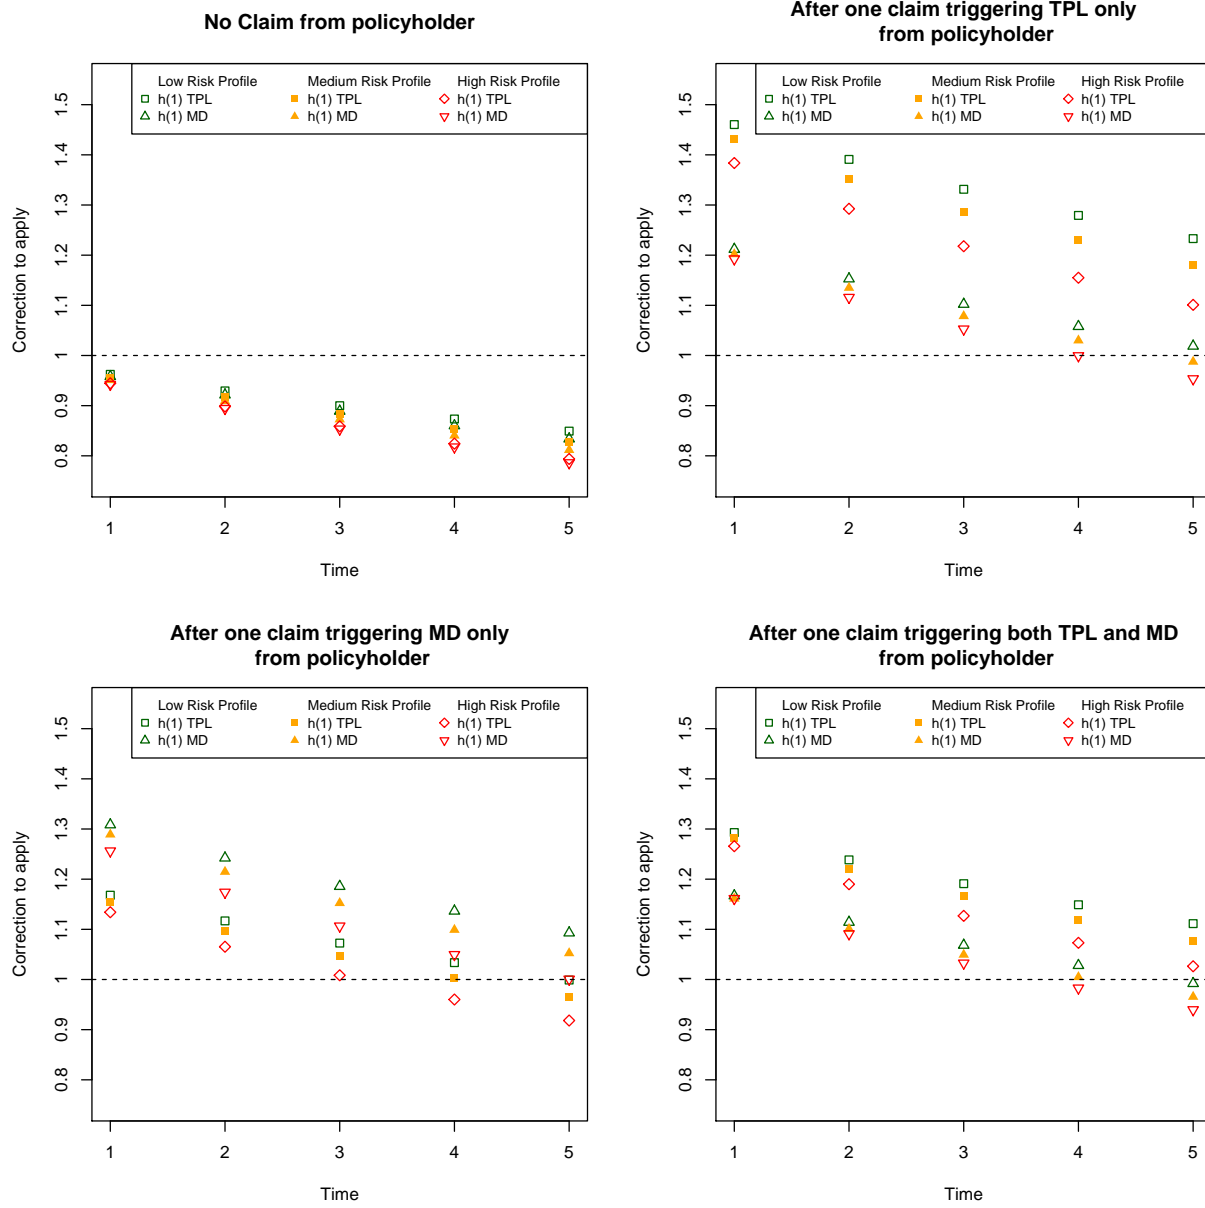 No Claim from policyholder
Low Risk Profile Medium Risk Profile High Risk Profile
h(1) TPL h(1) TPL h(1) TPL
h(1) MD h(1) MD h(1) MD
Correction to apply
1.5
1.4
1.3
1.2
1.1
1
0.9
0.8
1 2 3 4 5
Time
After one claim triggering TPL only
from policyholder
Low Risk Profile Medium Risk Profile High Risk Profile
h(1) TPL h(1) TPL h(1) TPL
h(1) MD h(1) MD h(1) MD
Correction to apply
1.5
1.4
1.3
1.2
1.1
1
0.9
0.8
1 2 3 4 5
Time
After one claim triggering MD only
from policyholder
Low Risk Profile Medium Risk Profile High Risk Profile
h(1) TPL h(1) TPL h(1) TPL
h(1) MD h(1) MD h(1) MD
Correction to apply
1.5
1.4
1.3
1.2
1.1
1
0.9
0.8
1 2 3 4 5
Time
After one claim triggering both TPL and MD
from policyholder
Low Risk Profile Medium Risk Profile High Risk Profile
h(1) TPL h(1) TPL h(1) TPL
h(1) MD h(1) MD h(1) MD
Correction to apply
1.5
1.4
1.3
1.2
1.1
1
0.9
0.8
1 2 3 4 5
Time